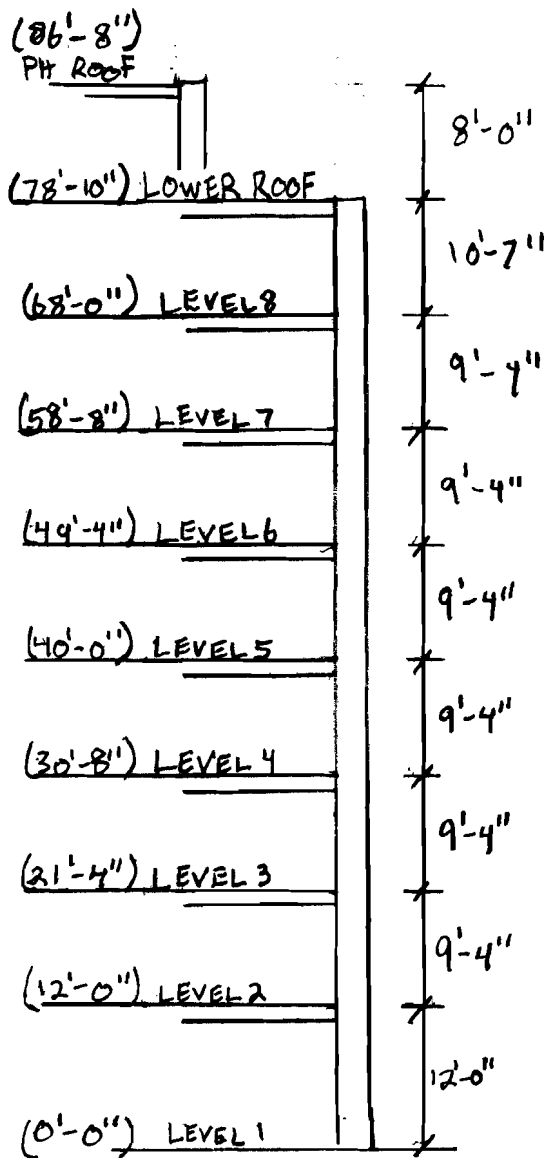 (86'-8")
PH ROOF
8'-0"
(78'-10") LOWER ROOF
10'-7"
(68'-0") LEVEL 8
9'-4"
(58'-8") LEVEL 7
9'-4"
(49'-4") LEVEL 6
9'-4"
(40'-0") LEVEL 5
9'-4"
(30'-8") LEVEL 4
9'-4"
(21'-4") LEVEL 3
9'-4"
(12'-0") LEVEL 2
12'-0"
(0'-0") LEVEL 1